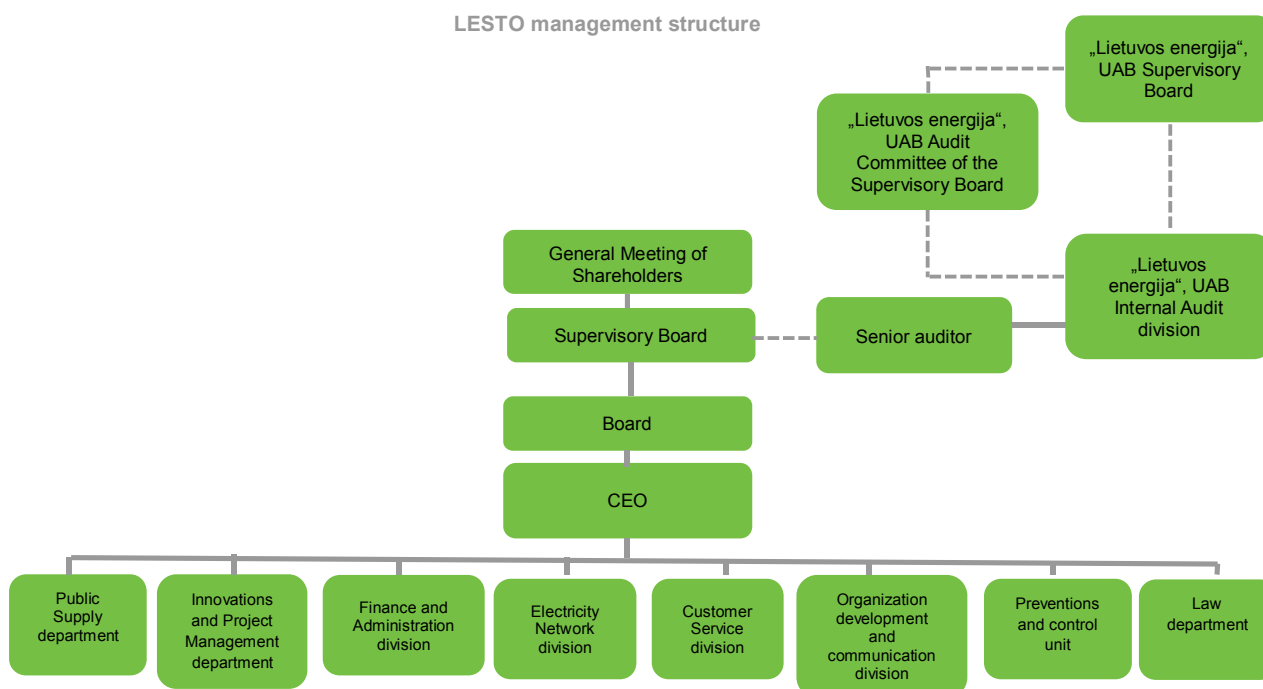 LESTO management structure
„Lietuvos energija“,
UAB Supervisory
Board
„Lietuvos energija“,
UAB Audit
Committee of the
Supervisory Board
General Meeting of
Shareholders
„Lietuvos
energija“, UAB
Internal Audit
division
Supervisory Board
Senior auditor
Board
CEO
Public
Supply
department
Innovations
and Project
Management
department
Finance and
Administration
division
Electricity
Network
division
Customer
Service division
Organization
development
and
communication
division
Preventions
and control
unit
Law
department